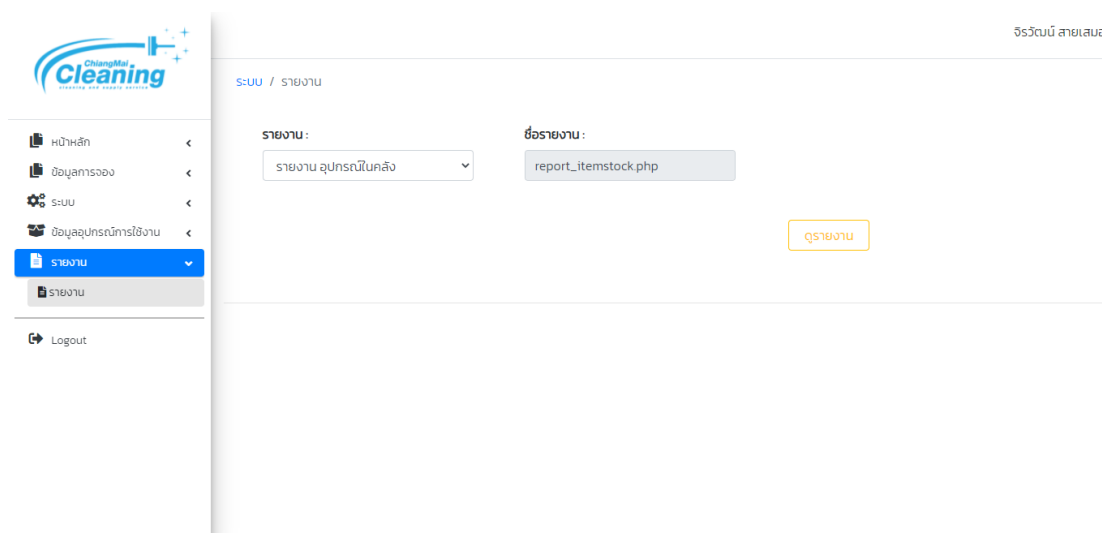 ChiangMai
Cleaning
cleaning and supply service
หน้าหลัก
ข้อมูลการจอง
ระบบ
ข้อมูลอุปกรณ์การใช้งาน
รายงาน
รายงาน
Logout
จิรวัฒน์ สายเสมอ
ระบบ / รายงาน
รายงาน : ชื่อรายงาน :
รายงาน อุปกรณ์ในคลัง report_itemstock.php
ดูรายงาน